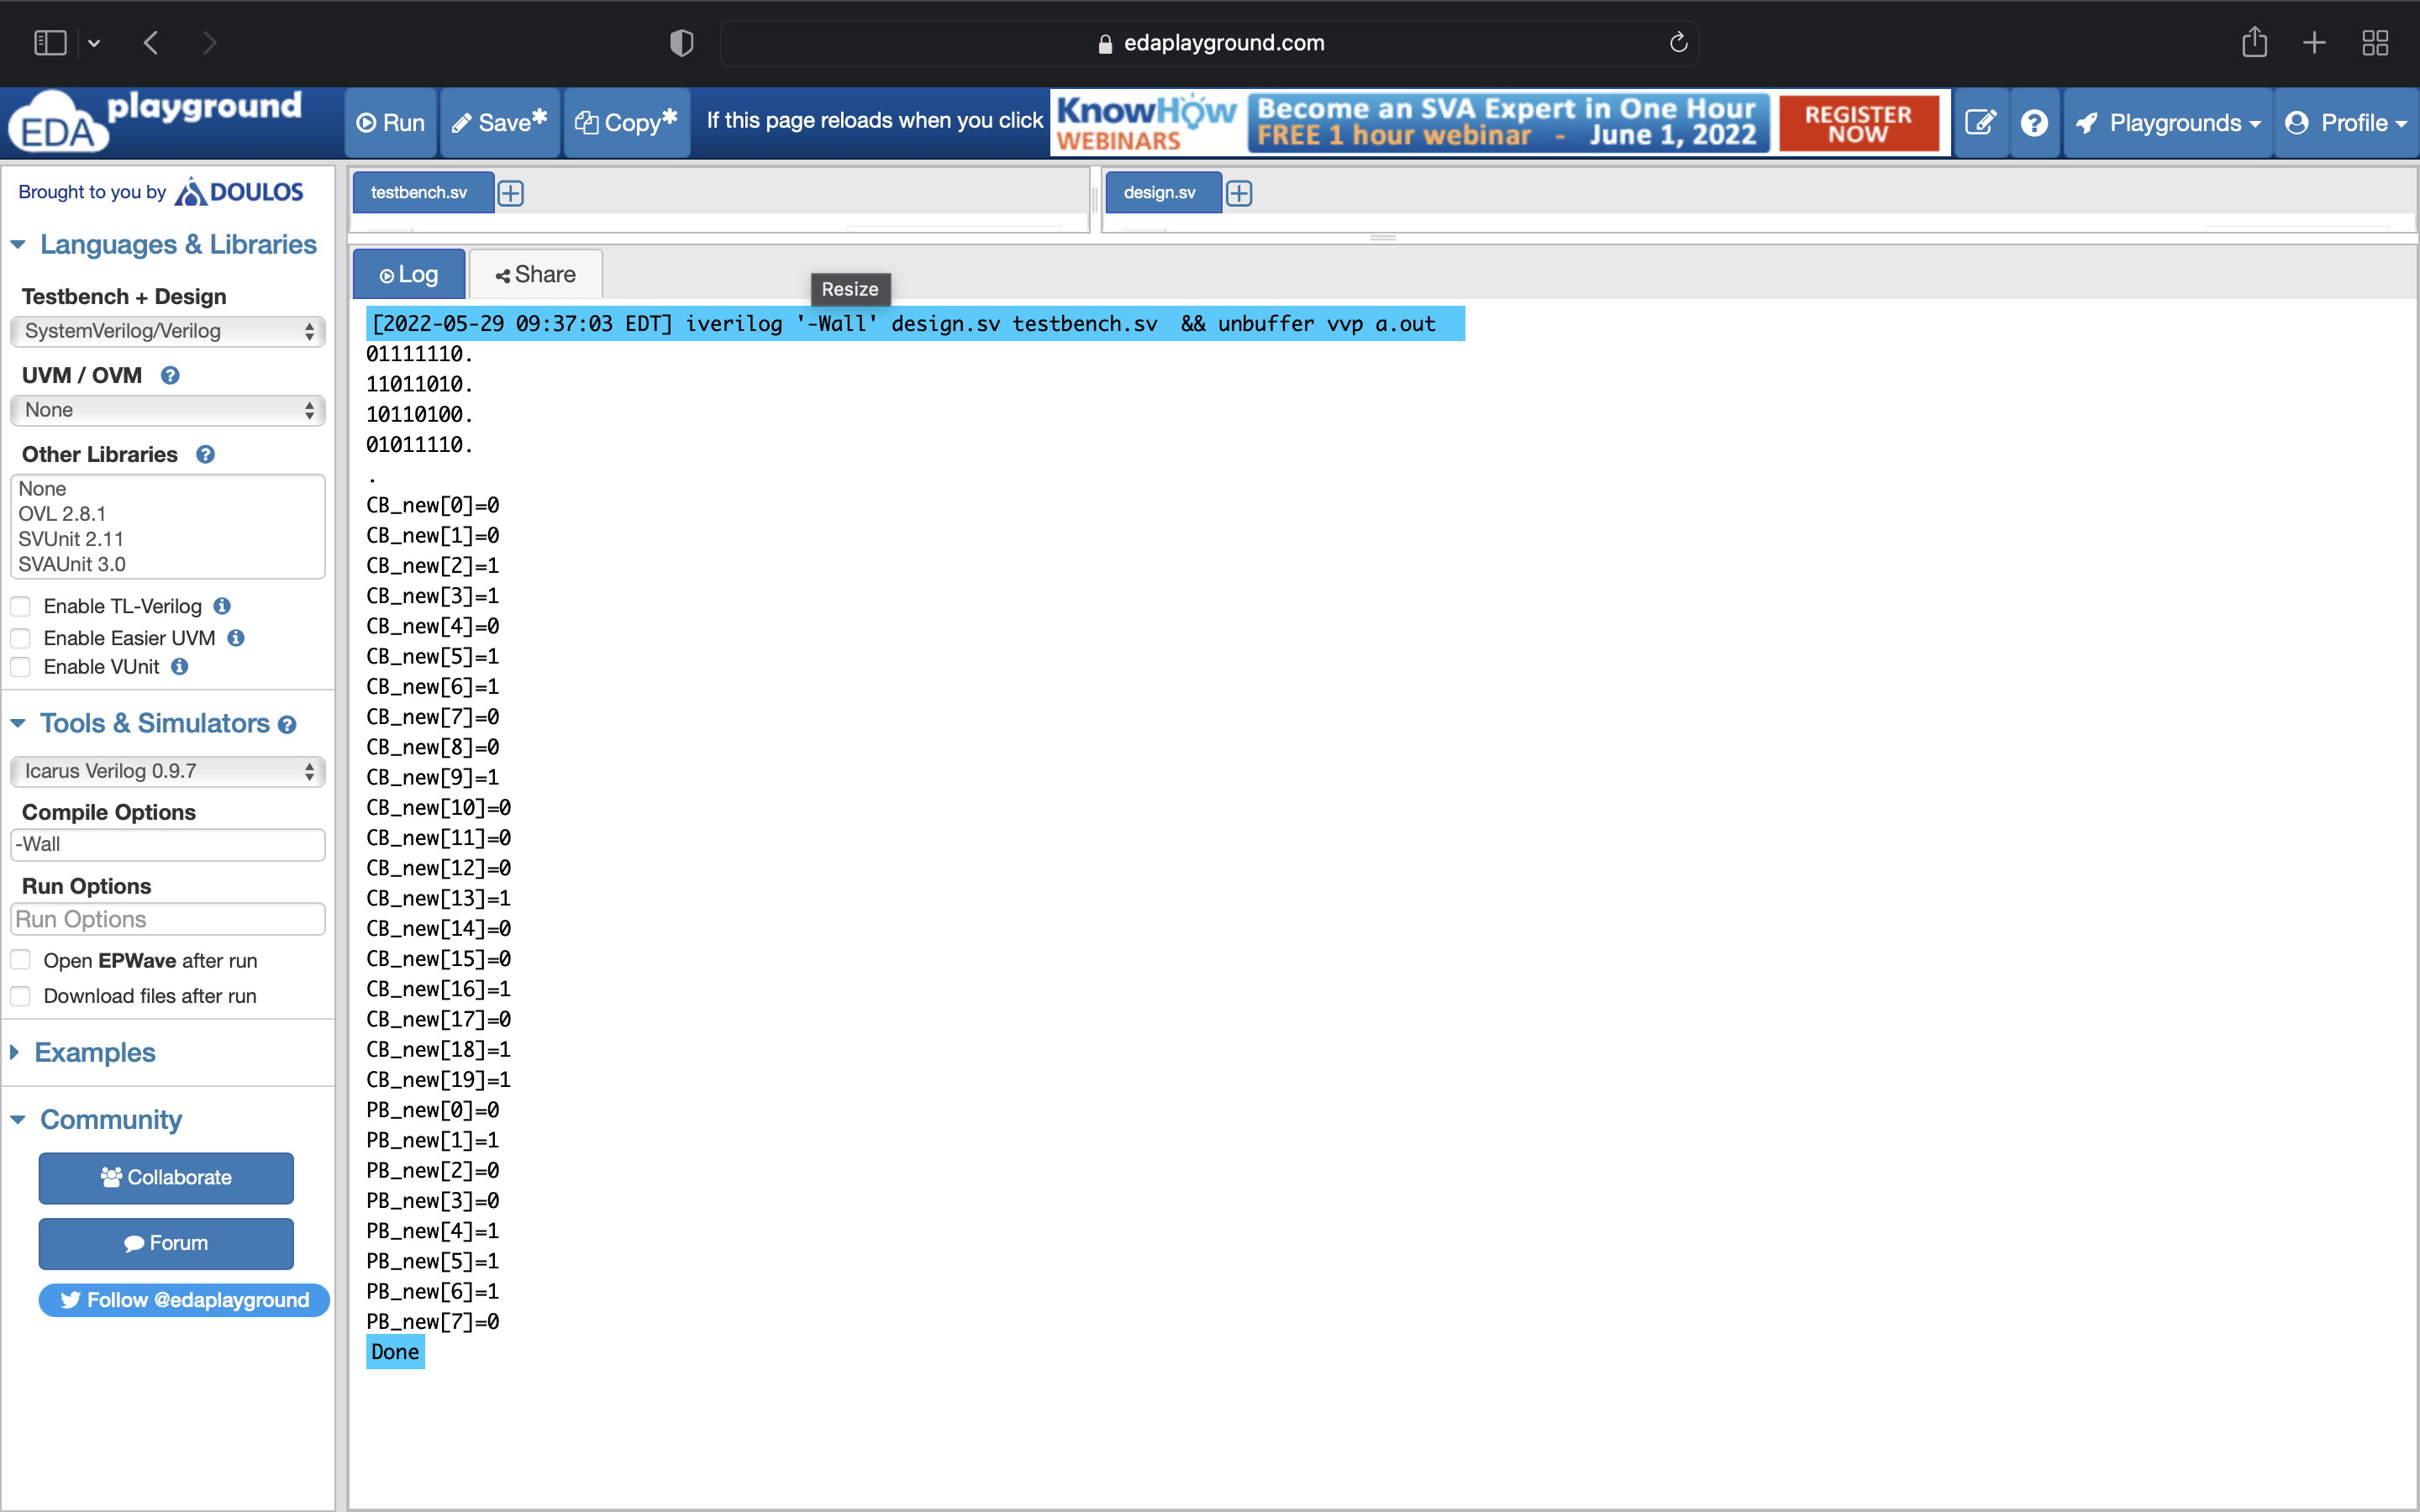 edaplayground.com
EDA playground
Run
Save*
Copy*
If this page reloads when you click
KnowHow
WEBINARS
Become an SVA Expert in One Hour
FREE 1 hour webinar - June 1, 2022
REGISTER
NOW
Playgrounds
Profile
Brought to you by DOULOS
Languages & Libraries
Testbench + Design
SystemVerilog/Verilog
UVM / OVM
None
Other Libraries
None
OVL 2.8.1
SVUnit 2.11
SVAUnit 3.0
Enable TL-Verilog
Enable Easier UVM
Enable VUnit
Tools & Simulators
Icarus Verilog 0.9.7
Compile Options
-Wall
Run Options
Run Options
Open EPWave after run
Download files after run
Examples
Community
Collaborate
Forum
Follow @edaplayground
testbench.sv
design.sv
Log
Share
Resize
[2022-05-29 09:37:03 EDT] iverilog '-Wall' design.sv testbench.sv && unbuffer vvp a.out
01111110.
11011010.
10110100.
01011110.
.
CB_new[0]=0
CB_new[1]=0
CB_new[2]=1
CB_new[3]=1
CB_new[4]=0
CB_new[5]=1
CB_new[6]=1
CB_new[7]=0
CB_new[8]=0
CB_new[9]=1
CB_new[10]=0
CB_new[11]=0
CB_new[12]=0
CB_new[13]=1
CB_new[14]=0
CB_new[15]=0
CB_new[16]=1
CB_new[17]=0
CB_new[18]=1
CB_new[19]=1
PB_new[0]=0
PB_new[1]=1
PB_new[2]=0
PB_new[3]=0
PB_new[4]=1
PB_new[5]=1
PB_new[6]=1
PB_new[7]=0
Done